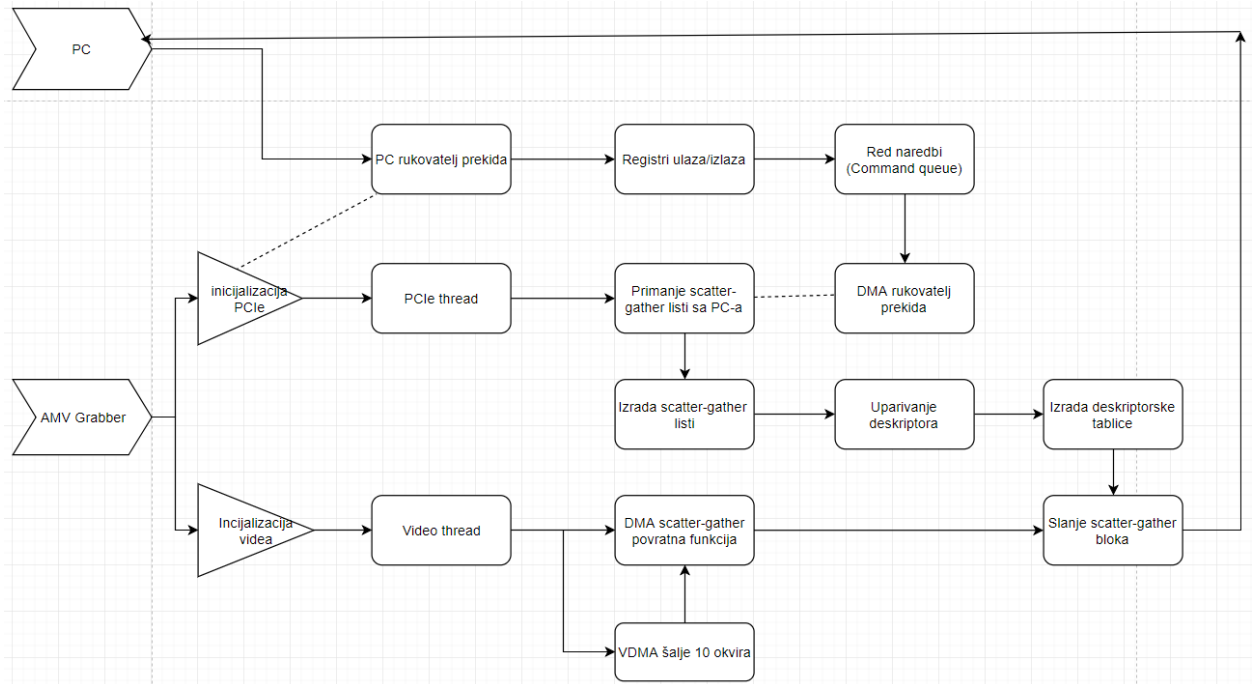 PC
PC rukovatelj prekida
Registri ulaza/izlaza
Red naredbi
(Command queue)
inicijalizacija
PCIe
PCIe thread
Primanje scatter-
gather listi sa PC-a
DMA rukovatelj
prekida
AMV Grabber
Izrada scatter-gather
listi
Uparivanje
deskriptora
Izrada deskriptorske
tablice
Incijalizacija
videa
Video thread
DMA scatter-gather
povratna funkcija
Slanje scatter-gather
bloka
VDMA šalje 10 okvira